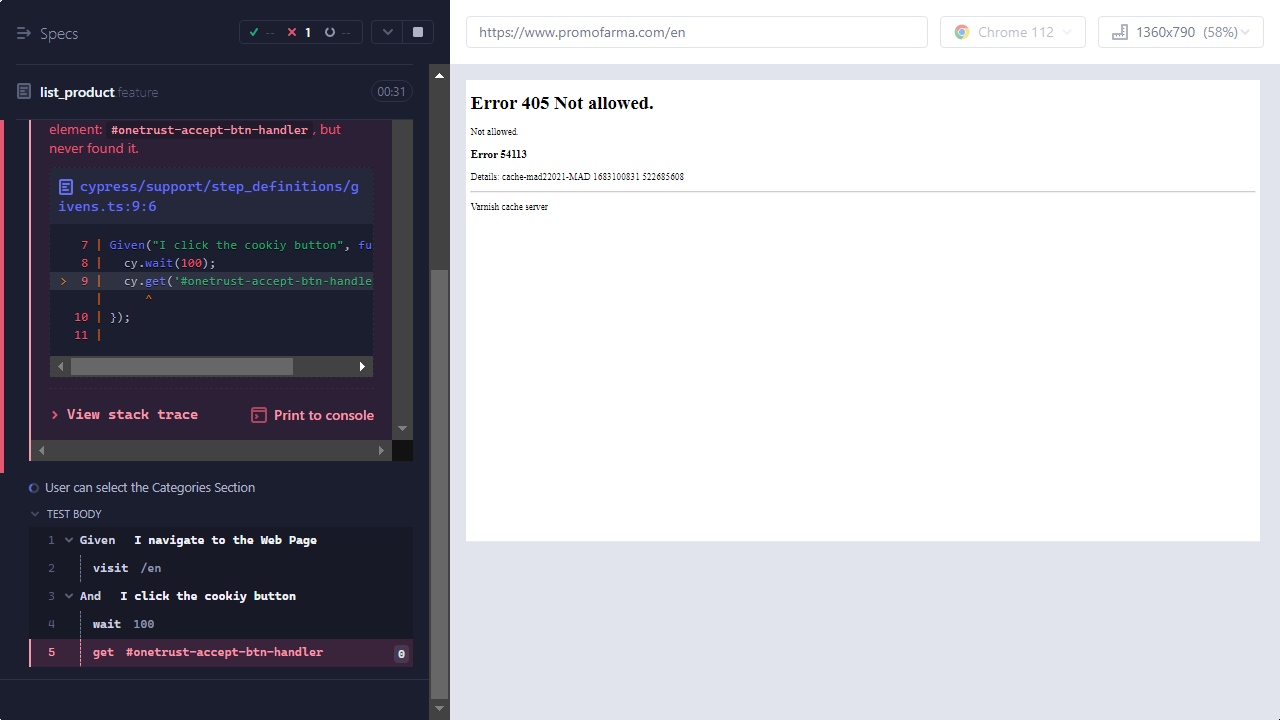 Specs
-- 1 --
https://www.promofarma.com/en
Chrome 112
1360x790 (58%)
list_product feature
00:31
element: #onetrust-accept-btn-handler , but
never found it.
cypress/support/step_definitions/g
ivens.ts:9:6
7 | Given("I click the cookiy button", fu
8 | cy.wait(100);
> 9 | cy.get('#onetrust-accept-btn-handle
| ^
10 | });
11 |
> View stack trace
Print to console
User can select the Categories Section
TEST BODY
1 Given I navigate to the Web Page
2 visit /en
3 And I click the cookiy button
4 wait 100
5 get #onetrust-accept-btn-handler 0
Error 405 Not allowed.
Not allowed.
Error 54113
Details: cache-mad22021-MAD 1683100831 522685608
Varnish cache server